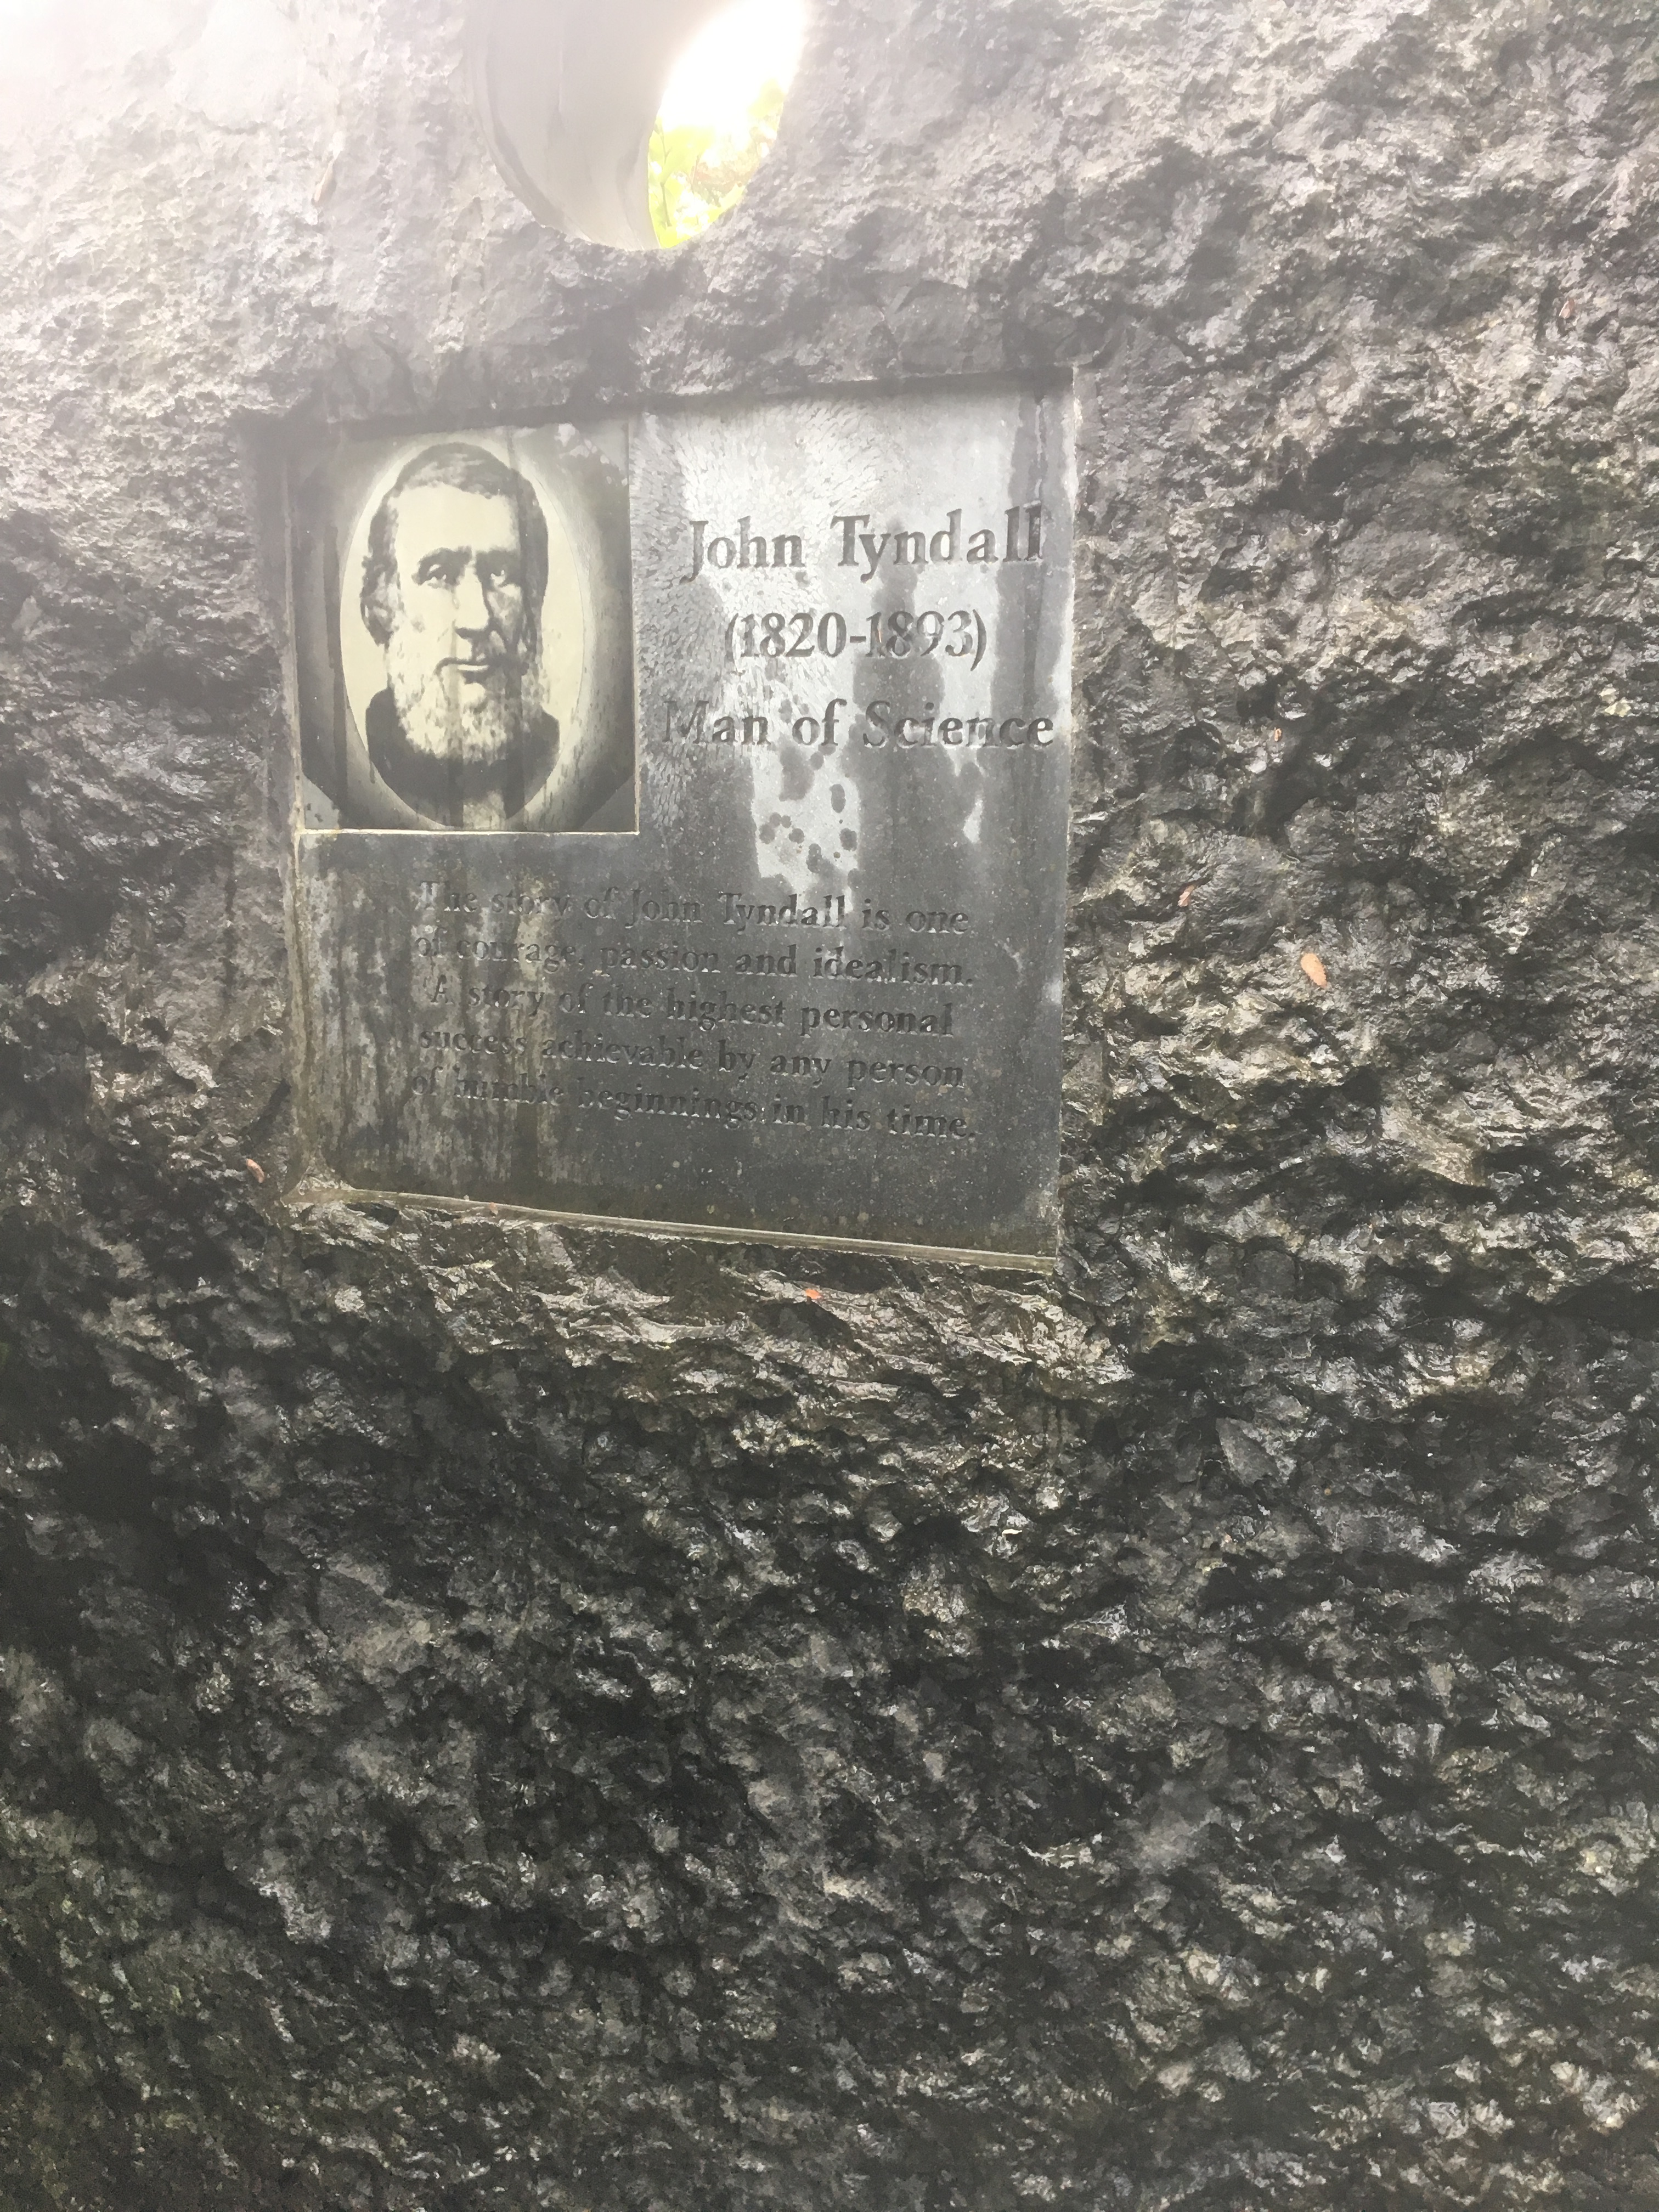 John Tyndall
(1820-1893)
Man of Science
The story of John Tyndall is one
of courage, passion and idealism.
A story of the highest personal
success achievable by any person
of humble beginnings in his time.